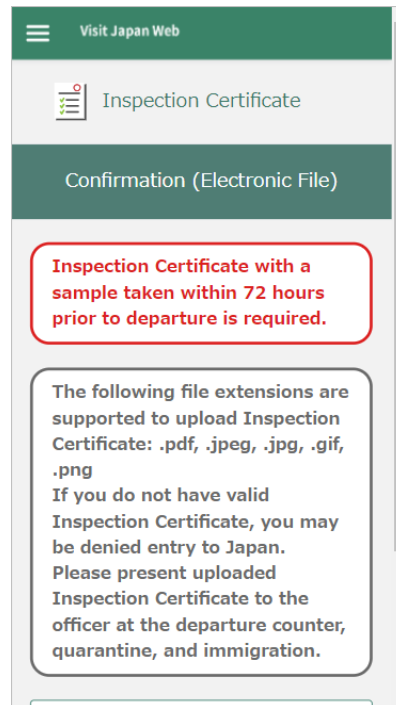 Visit Japan Web
Inspection Certificate
Confirmation (Electronic File)
Inspection Certificate with a
sample taken within 72 hours
prior to departure is required.
The following file extensions are
supported to upload Inspection
Certificate: .pdf, .jpeg, .jpg, .gif,
.png
If you do not have valid
Inspection Certificate, you may
be denied entry to Japan.
Please present uploaded
Inspection Certificate to the
officer at the departure counter,
quarantine, and immigration.